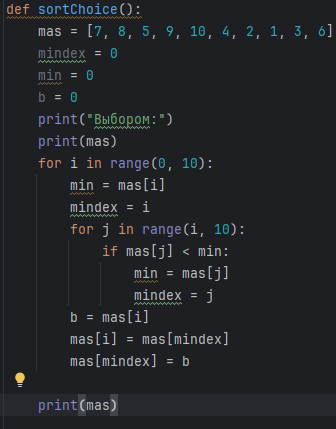 def sortChoice():
    mas = [7, 8, 5, 9, 10, 4, 2, 1, 3, 6]
    mindex = 0
    min = 0
    b = 0
    print("Выбором:")
    print(mas)
    for i in range(0, 10):
        min = mas[i]
        mindex = i
        for j in range(i, 10):
            if mas[j] < min:
                min = mas[j]
                mindex = j
        b = mas[i]
        mas[i] = mas[mindex]
        mas[mindex] = b
    print(mas)